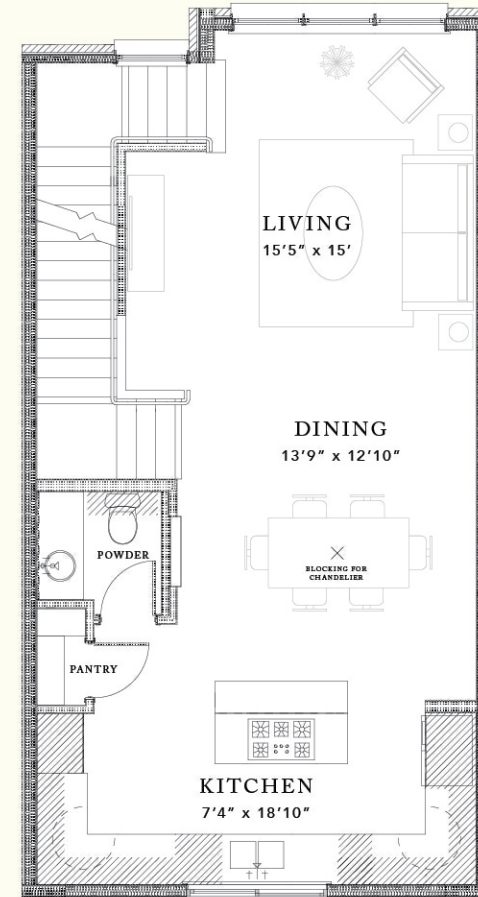 LIVING
15'5" x 15'
DINING
13'9" x 12'10"
BLOCKING FOR
CHANDELIER
POWDER
PANTRY
KITCHEN
7'4" x 18'10"